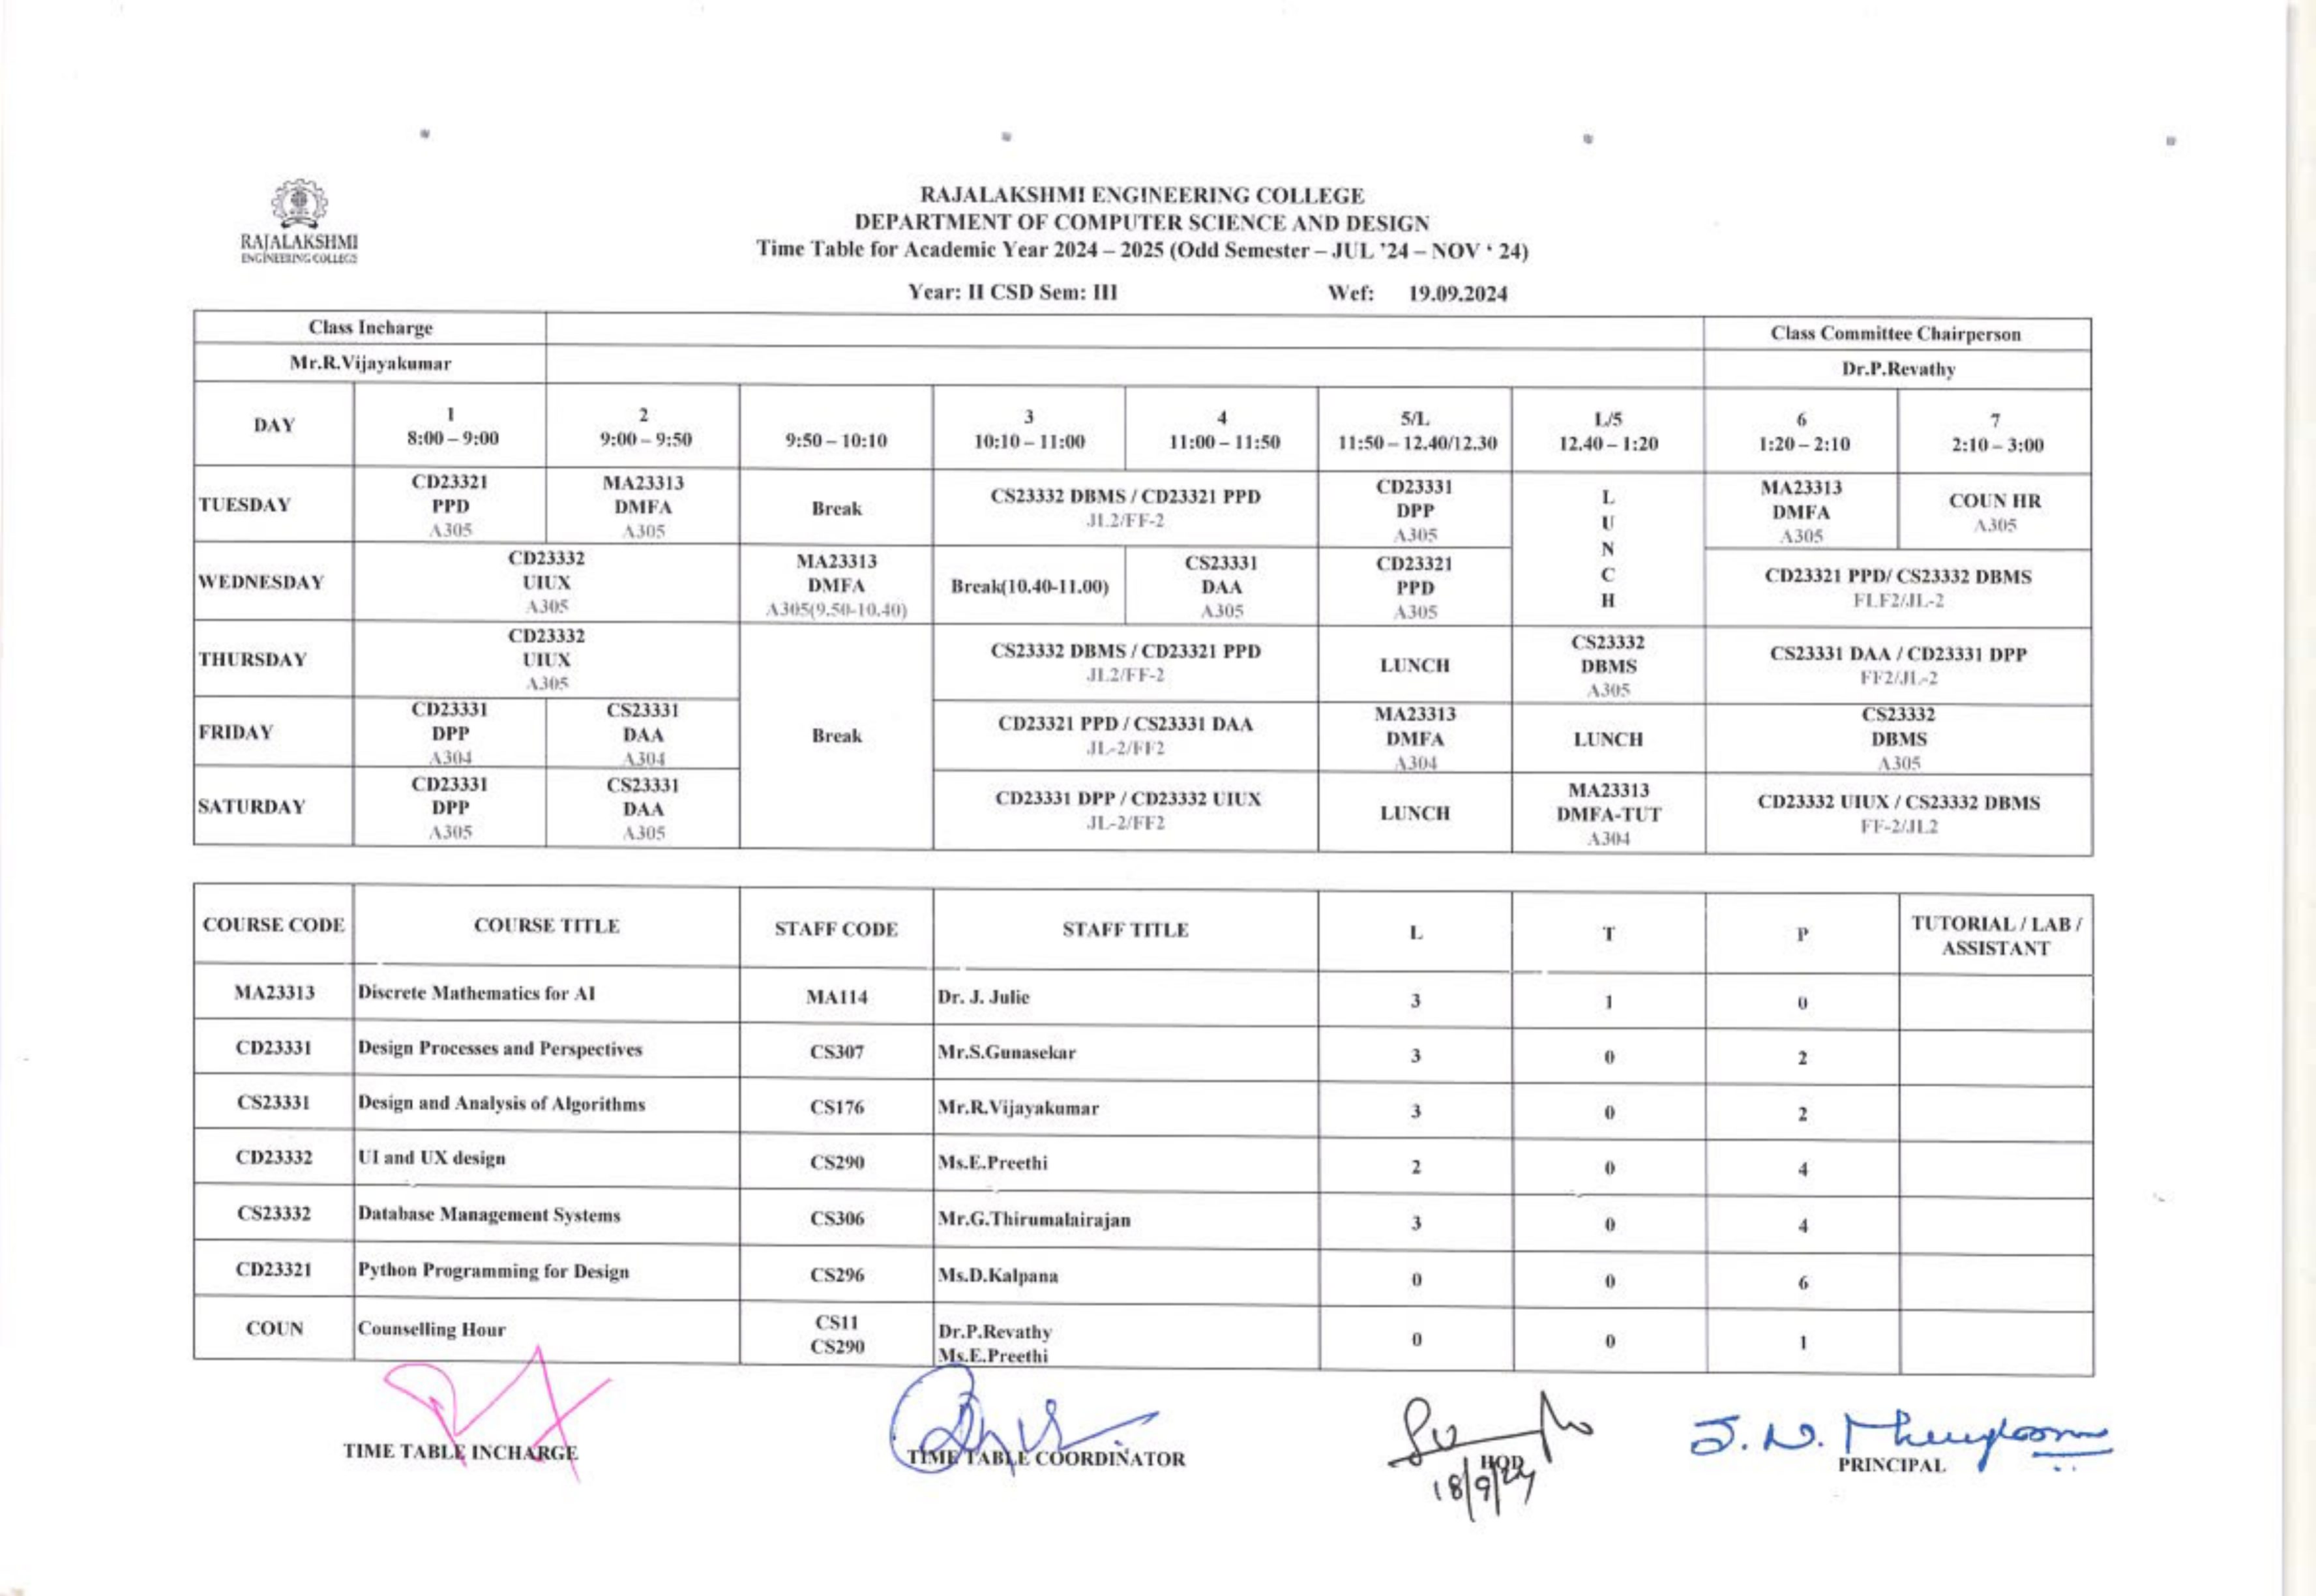 RAJALAKSHMI
ENGINEERING COLLEGE
RAJALAKSHMI ENGINEERING COLLEGE
DEPARTMENT OF COMPUTER SCIENCE AND DESIGN
Time Table for Academic Year 2024 – 2025 (Odd Semester – JUL ’24 – NOV ‘ 24)
Year: II CSD Sem: III Wef: 19.09.2024
Class Incharge Class Committee Chairperson
Mr.R.Vijayakumar Dr.P.Revathy
DAY
1
8:00 – 9:00
2
9:00 – 9:50
9:50 – 10:10
3
10:10 – 11:00
4
11:00 – 11:50
5/L
11:50 – 12.40/12.30
L/5
12.40 – 1:20
6
1:20 – 2:10
7
2:10 – 3:00
TUESDAY
CD23321
PPD
A305
MA23313
DMFA
A305
Break
CS23332 DBMS / CD23321 PPD
JL2/FF-2
CD23331
DPP
A305
L
U
N
C
H
MA23313
DMFA
A305
COUN HR
A305
WEDNESDAY
CD23332
UIUX
A305
MA23313
DMFA
A305(9.50-10.40)
Break(10.40-11.00)
CS23331
DAA
A305
CD23321
PPD
A305
CD23321 PPD/ CS23332 DBMS
FLF2/JL-2
THURSDAY
CD23332
UIUX
A305
Break
CS23332 DBMS / CD23321 PPD
JL2/FF-2
LUNCH
CS23332
DBMS
A305
CS23331 DAA / CD23331 DPP
FF2/JL-2
FRIDAY
CD23331
DPP
A304
CS23331
DAA
A304
CD23321 PPD / CS23331 DAA
JL-2/FF2
MA23313
DMFA
A304
LUNCH
CS23332
DBMS
A305
SATURDAY
CD23331
DPP
A305
CS23331
DAA
A305
CD23331 DPP / CD23332 UIUX
JL-2/FF2
LUNCH
MA23313
DMFA-TUT
A304
CD23332 UIUX / CS23332 DBMS
FF-2/JL2
COURSE CODE COURSE TITLE STAFF CODE STAFF TITLE L T P TUTORIAL / LAB /
ASSISTANT
MA23313 Discrete Mathematics for AI MA114 Dr. J. Julie 3 1 0
CD23331 Design Processes and Perspectives CS307 Mr.S.Gunasekar 3 0 2
CS23331 Design and Analysis of Algorithms CS176 Mr.R.Vijayakumar 3 0 2
CD23332 UI and UX design CS290 Ms.E.Preethi 2 0 4
CS23332 Database Management Systems CS306 Mr.G.Thirumalairajan 3 0 4
CD23321 Python Programming for Design CS296 Ms.D.Kalpana 0 0 6
COUN Counselling Hour CS11 Dr.P.Revathy 0 0 1
CS290 Ms.E.Preethi
TIME TABLE INCHARGE
TIME TABLE COORDINATOR
HOD
18/9/24
PRINCIPAL